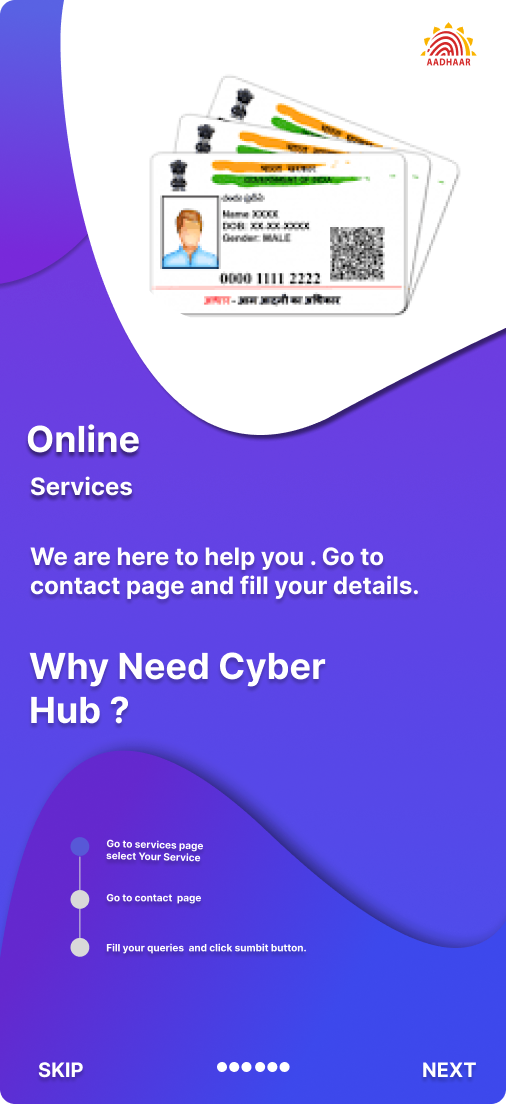 AADHAAR
भारत सरकार
GOVERNMENT OF INDIA
Name XXXX
DOB: XX-XX-XXXX
Gender: MALE
0000 1111 2222
आधार - आम आदमी का अधिकार
Online
Services
We are here to help you . Go to
contact page and fill your details.
Why Need Cyber
Hub ?
Go to services page
select Your Service
Go to contact page
Fill your queries and click sumbit button.
SKIP
NEXT